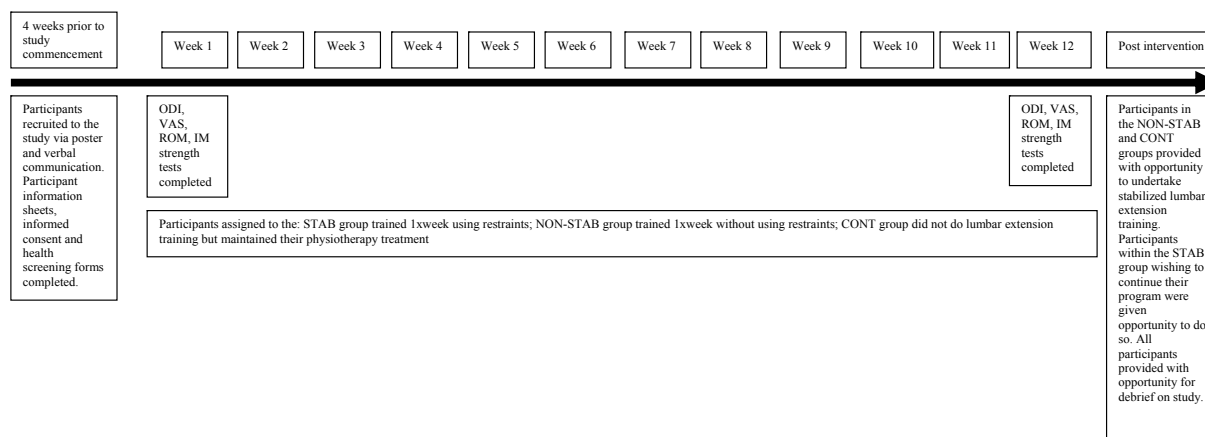 4 weeks prior to
study
commencement
Week 1
Week 2
Week 3
Week 4
Week 5
Week 6
Week 7
Week 8
Week 9
Week 10
Week 11
Week 12
Post intervention
Participants
recruited to the
study via poster
and verbal
communication.
Participant
information
sheets,
informed
consent and
health
screening forms
completed.
ODI,
VAS,
ROM, IM
strength
tests
completed
ODI, VAS,
ROM, IM
strength
tests
completed
Participants in
the NON-STAB
and CONT
groups provided
with opportunity
to undertake
stabilized lumbar
extension
training.
Participants
within the STAB
group wishing to
continue their
program were
given
opportunity to do
so. All
participants
provided with
opportunity for
debrief on study.
Participants assigned to the: STAB group trained 1xweek using restraints; NON-STAB group trained 1xweek without using restraints; CONT group did not do lumbar extension
training but maintained their physiotherapy treatment